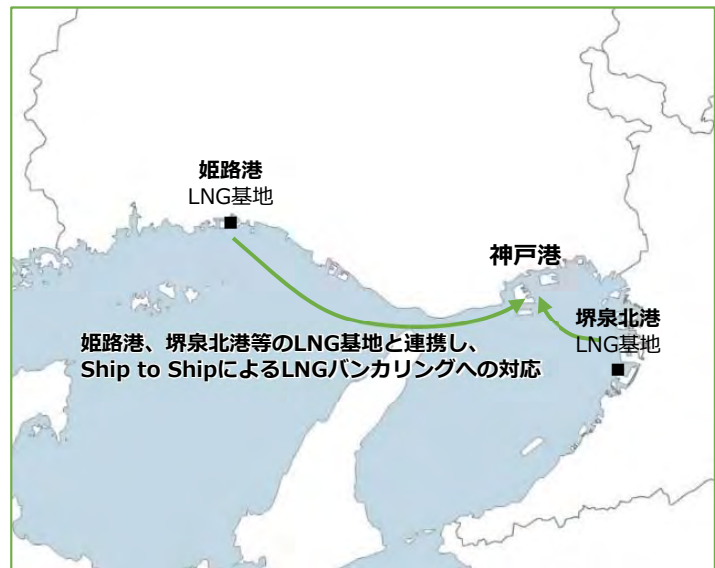 姫路港
LNG基地
神戸港
堺泉北港
LNG基地
姫路港、堺泉北港等のLNG基地と連携し、
Ship to ShipによるLNGバンカリングへの対応